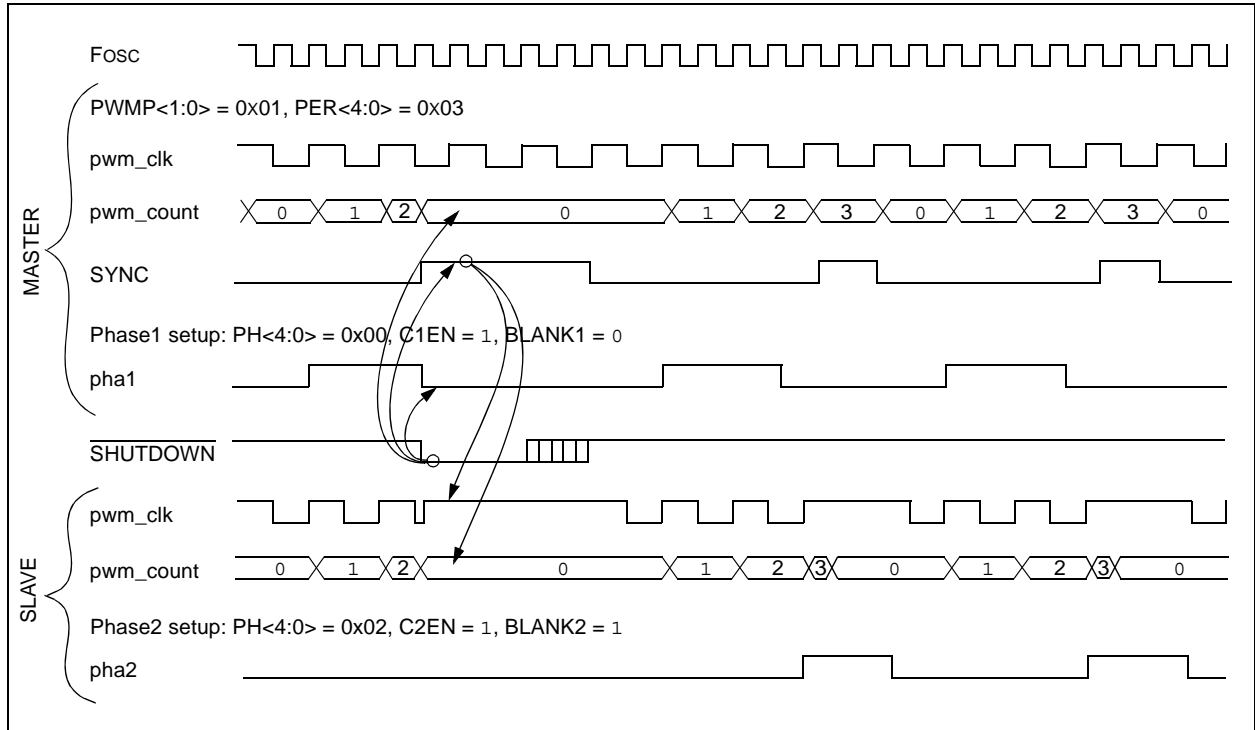 FOSC
MASTER
PWMP<1:0> = 0X01, PER<4:0> = 0X03
pwm_clk
pwm_count 0 1 2 0 1 2 3 0 1 2 3 0
SYNC
Phase1 setup: PH<4:0> = 0x00, C1EN = 1, BLANK1 = 0
pha1
SHUTDOWN
SLAVE
pwm_clk
pwm_count 0 1 2 0 1 2 3 0 1 2 3 0
Phase2 setup: PH<4:0> = 0x02, C2EN = 1, BLANK2 = 1
pha2